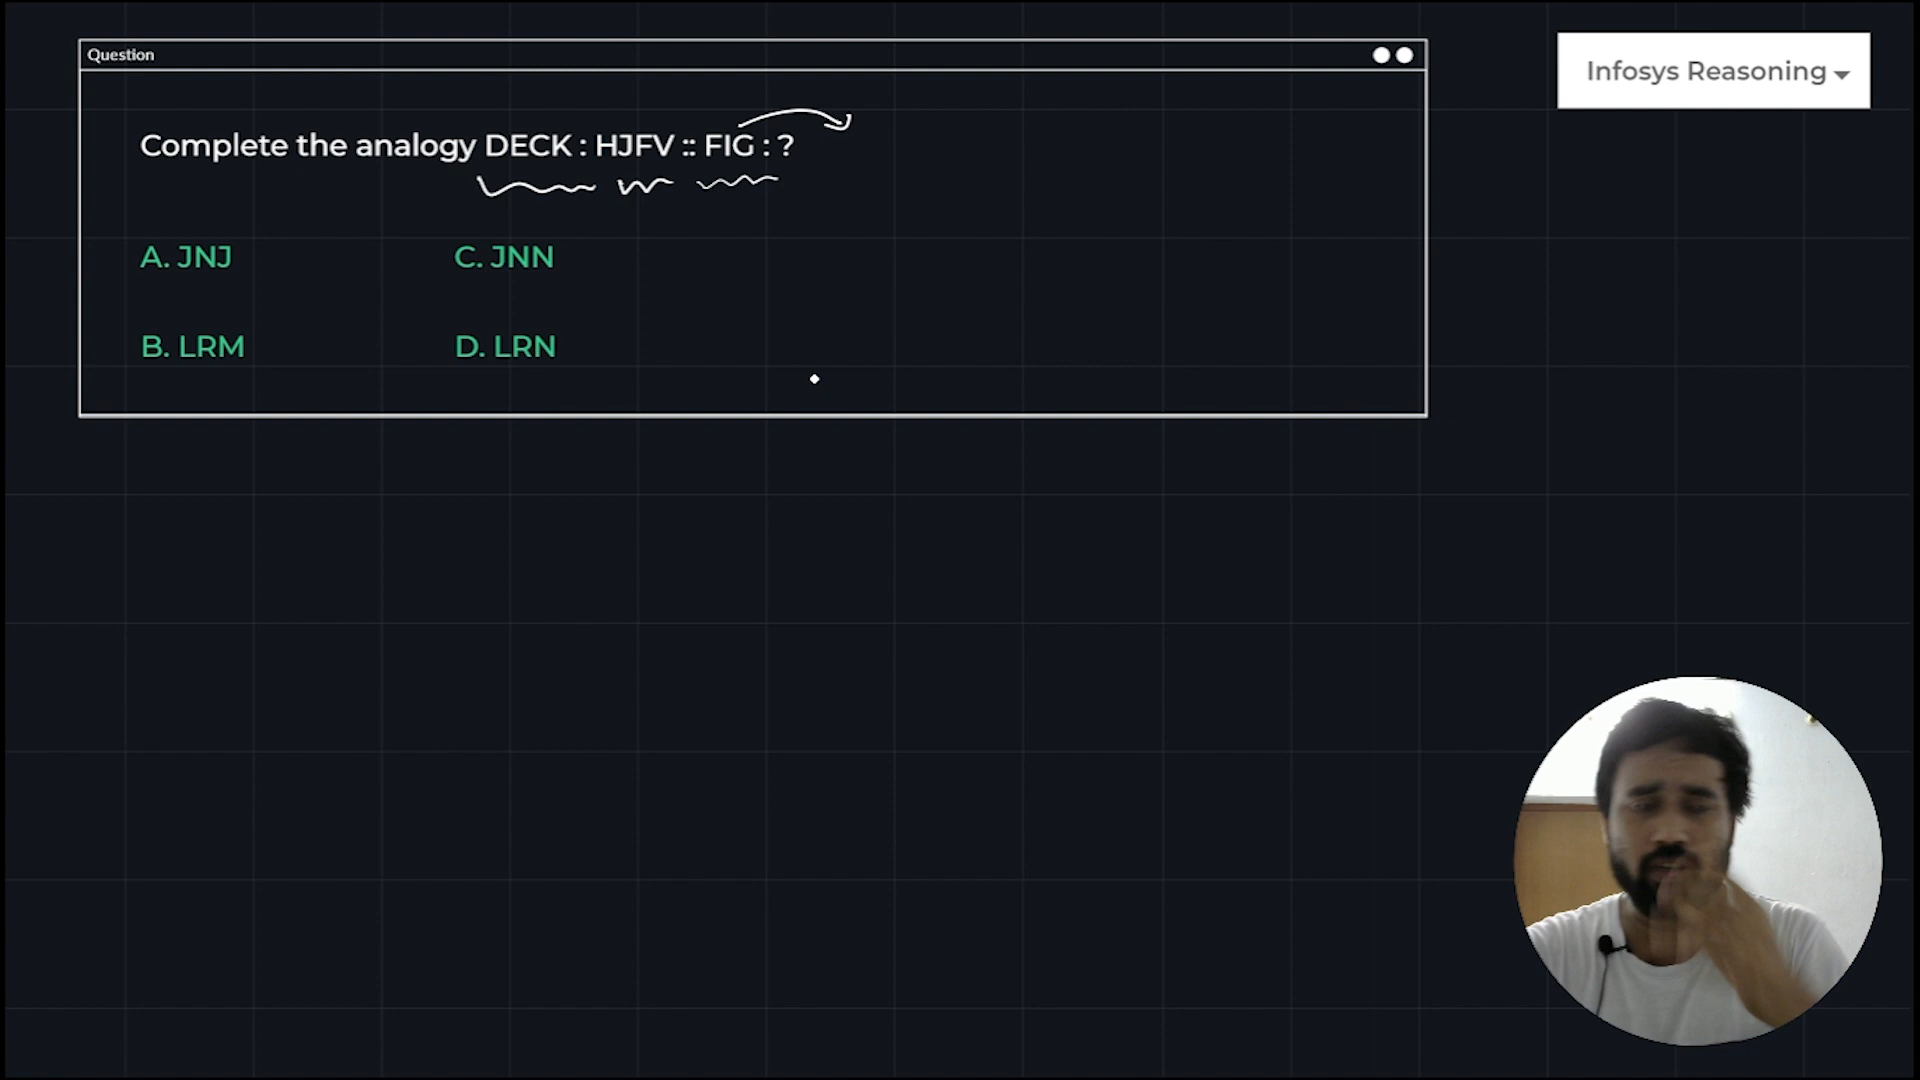 Question
Infosys Reasoning
Complete the analogy DECK : HJFV :: FIG : ?
A. JNJ
C. JNN
B. LRM
D. LRN